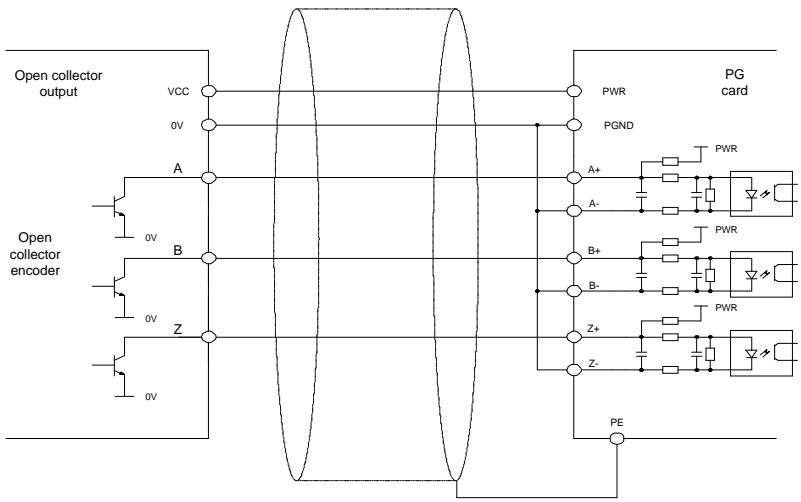 Open collector
output
VCC
PWR
PG
card
0V
PGND
PWR
A
A+
0V
A-
PWR
Open
collector
encoder
B
B+
0V
B-
PWR
Z
Z+
0V
Z-
PE